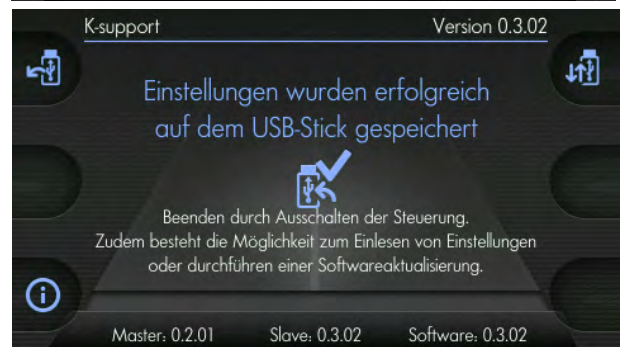 K-support Version 0.3.02
Einstellungen wurden erfolgreich
auf dem USB-Stick gespeichert
Beenden durch Ausschalten der Steuerung.
Zudem besteht die Möglichkeit zum Einlesen von Einstellungen
oder durchführen einer Softwareaktualisierung.
Master: 0.2.01 Slave: 0.3.02 Software: 0.3.02